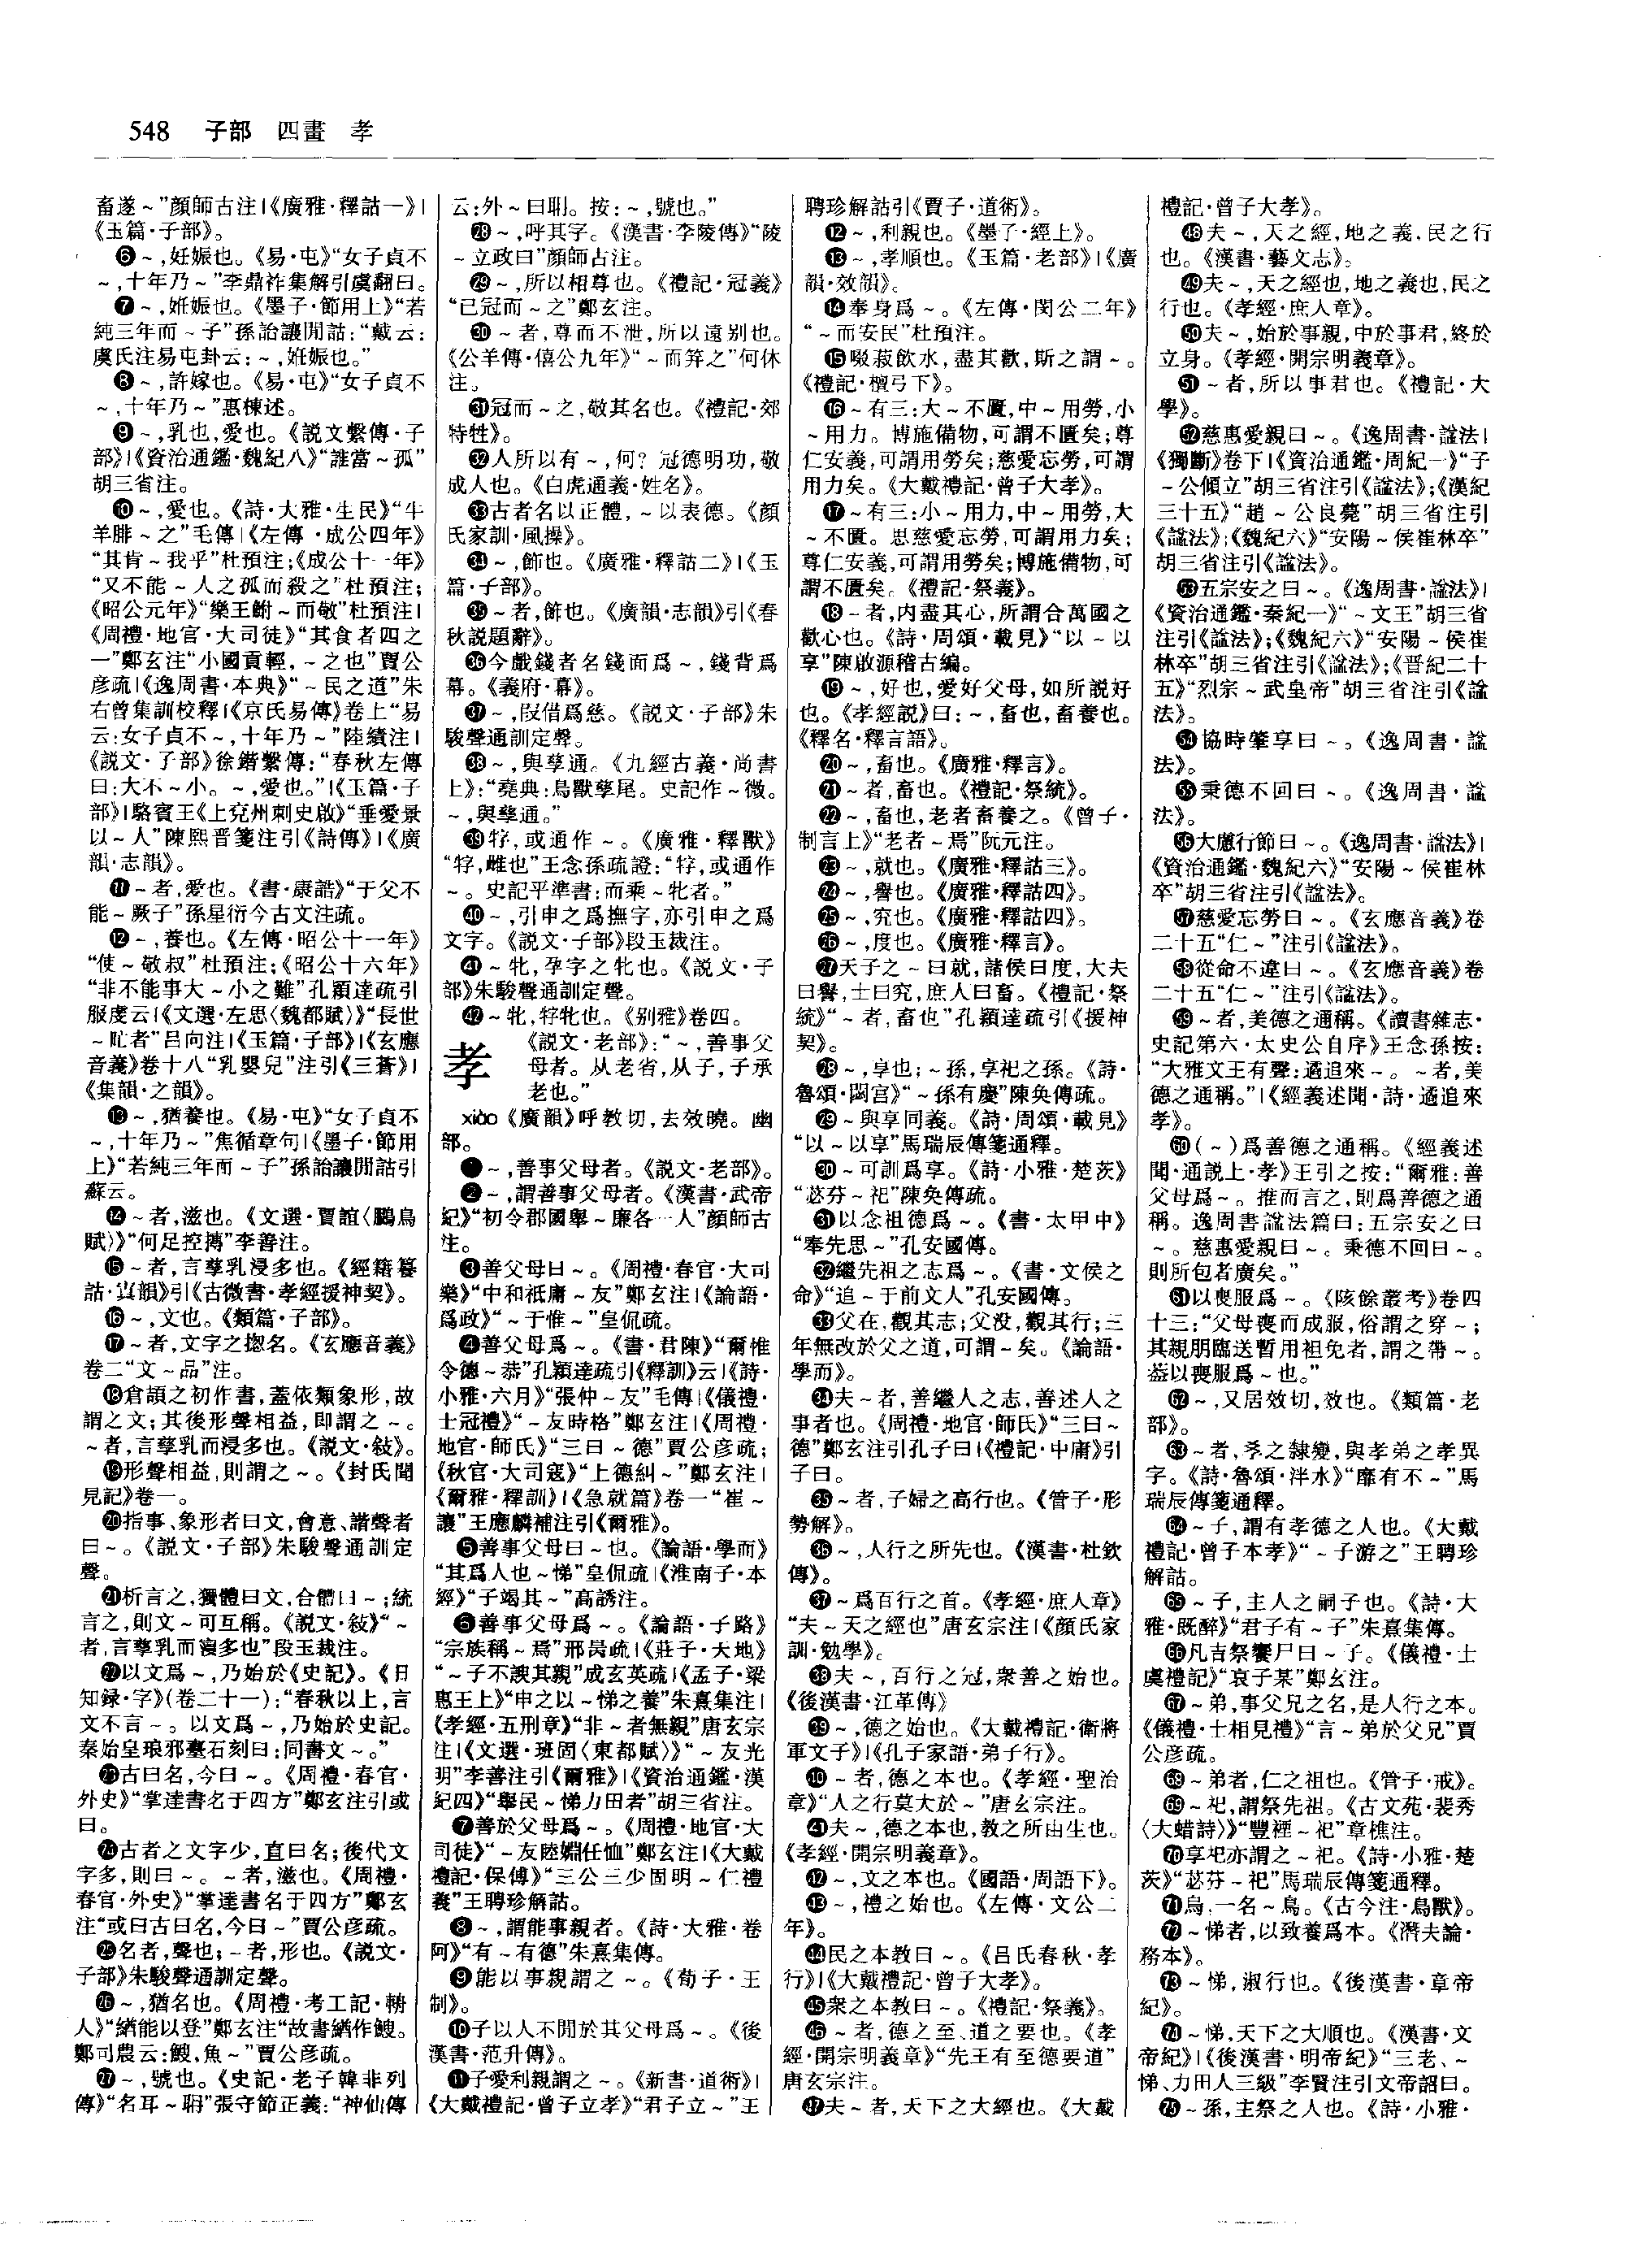 548 子部 四畫 孝
畜遂～”顔師古注|《廣雅·釋詁一》|
《玉篇·子部》。
❻～,妊娠也。《易·屯》“女子貞不
～,十年乃～”李鼎祚集解引虞翻曰。
❼～,妊娠也。《墨子·節用上》“若
純三年而～子”孫詒讓閒詁:“戴云:
虞氏注易屯卦云:～,妊娠也。”
❽～,許嫁也。《易·屯》“女子貞不
～,十年乃～”惠棟述。
❾～,乳也,愛也。《説文繫傳·子
部》|《資治通鑑·魏紀八》“誰當～孤”
胡三省注。
❿～,愛也。《詩·大雅·生民》“牛
羊腓～之”毛傳|《左傳·成公四年》
“其肯～我乎”杜預注;《成公十一年》
“又不能～人之孤而殺之”杜預注;
《昭公元年》“樂王鮒～而敬”杜預注|
《周禮·地官·大司徒》“其食者四之
一”鄭玄注“小國貢輕,～之也”賈公
彦疏|《逸周書·本典》“～民之道”朱
右曾集訓校釋|《京氏易傳》卷上“易
云:女子貞不～,十年乃～”陸績注|
《説文·子部》徐鍇繫傳:“春秋左傳
曰:大不～小。～,愛也。”|《玉篇·子
部》|駱賓王《上兗州刺史啟》“垂愛景
以～人”陳熙晋箋注引《詩傳》|《廣
韻·志韻》。
⓫～者,愛也。《書·康誥》“于父不
能～厥子”孫星衍今古文注疏。
⓬～,養也。《左傳·昭公十一年》
“使～敬叔”杜預注;《昭公十六年》
“非不能事大～小之難”孔穎達疏引
服虔云|《文選·左思〈魏都賦〉》“長世
～甿者”吕向注|《玉篇·子部》|《玄應
音義》卷十八“乳嬰兒”注引《三蒼》|
《集韻·之韻》。
⓭～,猶養也。《易·屯》“女子貞不
～,十年乃～”焦循章句|《墨子·節用
上》“若純三年而～子”孫詒讓閒詁引
蘇云。
⓮～者,滋也。《文選·賈誼〈鵩鳥
賦〉》“何足控摶”李善注。
⓯～者,言孳乳浸多也。《經籍籑
詁·寘韻》引《古微書·孝經援神契》。
⓰～,文也。《類篇·子部》。
⓱～者,文字之揔名。《玄應音義》
卷二“文～品”注。
⓲倉頡之初作書,蓋依類象形,故
謂之文;其後形聲相益,即謂之～。
～者,言孳乳而浸多也。《説文·敍》。
⓳形聲相益,則謂之～。《封氏聞
見記》卷一。
⓴指事、象形者曰文,會意、諧聲者
曰～。《説文·子部》朱駿聲通訓定
聲。
㉑析言之,獨體曰文,合體曰～;統
言之,則文～可互稱。《説文·敍》“～
者,言孳乳而寖多也”段玉裁注。
㉒以文爲～,乃始於《史記》。《日
知録·字》(卷二十一):“春秋以上,言
文不言～。以文爲～,乃始於史記。
秦始皇琅邪臺石刻曰:同書文～。”
㉓古曰名,今曰～。《周禮·春官·
外史》“掌達書名于四方”鄭玄注引或
曰。
㉔古者之文字少,直曰名;後代文
字多,則曰～。～者,滋也。《周禮·
春官·外史》“掌達書名于四方”鄭玄
注“或曰古曰名,今曰～”賈公彦疏。
㉕名者,聲也;～者,形也。《説文·
子部》朱駿聲通訓定聲。
㉖～,猶名也。《周禮·考工記·輈
人》“緧能以登”鄭玄注“故書緧作鰌。
鄭司農云:鰌,魚～”賈公彦疏。
㉗～,號也。《史記·老子韓非列
傳》“名耳～聃”張守節正義:“神仙傳
云:外～曰聃。按:～,號也。”
㉘～,呼其字。《漢書·李陵傳》“陵
～立政曰”顔師古注。
㉙～,所以相尊也。《禮記·冠義》
“已冠而～之”鄭玄注。
㉚～者,尊而不泄,所以遠别也。
《公羊傳·僖公九年》“～而笄之”何休
注。
㉛冠而～之,敬其名也。《禮記·郊
特牲》。
㉜人所以有～,何?冠德明功,敬
成人也。《白虎通義·姓名》。
㉝古者名以正體,～以表德。《顔
氏家訓·風操》。
㉞～,飾也。《廣雅·釋詁二》|《玉
篇·子部》。
㉟～者,飾也。《廣韻·志韻》引《春
秋説題辭》。
㊱今戲錢者名錢面爲～,錢背爲
幕。《義府·幕》。
㊲～,叚借爲慈。《説文·子部》朱
駿聲通訓定聲。
㊳～,與孳通。《九經古義·尚書
上》:“堯典:鳥獸孳尾。史記作～微。
～,與孳通。”
㊴牸,或通作～。《廣雅·釋獸》
“牸,雌也”王念孫疏證:“牸,或通作
～。史記平準書:而乘～牝者。”
㊵～,引申之爲撫字,亦引申之爲
文字。《説文·子部》段玉裁注。
㊶～牝,孕字之牝也。《説文·子
部》朱駿聲通訓定聲。
㊷～牝,牸牝也。《别雅》卷四。
孝 《説文·老部》:“～,善事父
母者。从老省,从子,子承
老也。”
xiào《廣韻》呼教切,去效曉。幽
部。
❶～,善事父母者。《説文·老部》。
❷～,謂善事父母者。《漢書·武帝
紀》“初令郡國舉～廉各一人”顔師古
注。
❸善父母曰～。《周禮·春官·大司
樂》“中和祇庸～友”鄭玄注|《論語·
爲政》“～于惟～”皇侃疏。
❹善父母爲～。《書·君陳》“爾惟
令德～恭”孔穎達疏引《釋訓》云|《詩·
小雅·六月》“張仲～友”毛傳|《儀禮·
士冠禮》“～友時格”鄭玄注|《周禮·
地官·師氏》“三曰～德”賈公彦疏;
《秋官·大司寇》“上德糾～”鄭玄注|
《爾雅·釋訓》|《急就篇》卷一“崔～
讓”王應麟補注引《爾雅》。
❺善事父母曰～也。《論語·學而》
“其爲人也～悌”皇侃疏|《淮南子·本
經》“子竭其～”高誘注。
❻善事父母爲～。《論語·子路》
“宗族稱～焉”邢昺疏|《莊子·天地》
“～子不諛其親”成玄英疏|《孟子·梁
惠王上》“申之以～悌之養”朱熹集注|
《孝經·五刑章》“非～者無親”唐玄宗
注|《文選·班固〈東都賦〉》“～友光
明”李善注引《爾雅》|《資治通鑑·漢
紀四》“舉民～悌力田者”胡三省注。
❼善於父母爲～。《周禮·地官·大
司徒》“～友睦婣任恤”鄭玄注|《大戴
禮記·保傅》“三公三少固明～仁禮
義”王聘珍解詁。
❽～,謂能事親者。《詩·大雅·卷
阿》“有～有德”朱熹集傳。
❾能以事親謂之～。《荀子·王
制》。
❿子以人不閒於其父母爲～。《後
漢書·范升傳》。
⓫子愛利親謂之～。《新書·道術》|
《大戴禮記·曾子立孝》“君子立～”王
聘珍解詁引《賈子·道術》。
⓬～,利親也。《墨子·經上》。
⓭～,孝順也。《玉篇·老部》|《廣
韻·效韻》。
⓮奉身爲～。《左傳·閔公二年》
“～而安民”杜預注。
⓯啜菽飲水,盡其歡,斯之謂～。
《禮記·檀弓下》。
⓰～有三:大～不匱,中～用勞,小
～用力。博施備物,可謂不匱矣;尊
仁安義,可謂用勞矣;慈愛忘勞,可謂
用力矣。《大戴禮記·曾子大孝》。
⓱～有三:小～用力,中～用勞,大
～不匱。思慈愛忘勞,可謂用力矣;
尊仁安義,可謂用勞矣;博施備物,可
謂不匱矣。《禮記·祭義》。
⓲～者,内盡其心,所謂合萬國之
歡心也。《詩·周頌·載見》“以～以
享”陳啟源稽古編。
⓳～,好也,愛好父母,如所説好
也。《孝經説》曰:～,畜也,畜養也。
《釋名·釋言語》。
⓴～,畜也。《廣雅·釋言》。
㉑～者,畜也。《禮記·祭統》。
㉒～,畜也,老者畜養之。《曾子·
制言上》“老者～焉”阮元注。
㉓～,就也。《廣雅·釋詁三》。
㉔～,譽也。《廣雅·釋詁四》。
㉕～,究也。《廣雅·釋詁四》。
㉖～,度也。《廣雅·釋言》。
㉗天子之～曰就,諸侯曰度,大夫
曰譽,士曰究,庶人曰畜。《禮記·祭
統》“～者,畜也”孔穎達疏引《援神
契》。
㉘～,享也;～孫,享祀之孫。《詩·
魯頌·閟宫》“～孫有慶”陳奂傳疏。
㉙～與享同義。《詩·周頌·載見》
“以～以享”馬瑞辰傳箋通釋。
㉚～可訓爲享。《詩·小雅·楚茨》
“苾芬～祀”陳奂傳疏。
㉛以念祖德爲～。《書·太甲中》
“奉先思～”孔安國傳。
㉜繼先祖之志爲～。《書·文侯之
命》“追～于前文人”孔安國傳。
㉝父在,觀其志;父没,觀其行;三
年無改於父之道,可謂～矣。《論語·
學而》。
㉞夫～者,善繼人之志,善述人之
事者也。《周禮·地官·師氏》“三曰～
德”鄭玄注引孔子曰|《禮記·中庸》引
子曰。
㉟～者,子婦之高行也。《管子·形
勢解》。
㊱～,人行之所先也。《漢書·杜欽
傳》。
㊲～爲百行之首。《孝經·庶人章》
“夫～天之經也”唐玄宗注|《顔氏家
訓·勉學》。
㊳夫～,百行之冠,衆善之始也。
《後漢書·江革傳》
㊴～,德之始也。《大戴禮記·衛將
軍文子》|《孔子家語·弟子行》。
㊵～者,德之本也。《孝經·聖治
章》“人之行莫大於～”唐玄宗注。
㊶夫～,德之本也,教之所由生也。
《孝經·開宗明義章》。
㊷～,文之本也。《國語·周語下》。
㊸～,禮之始也。《左傳·文公二
年》。
㊹民之本教曰～。《吕氏春秋·孝
行》|《大戴禮記·曾子大孝》。
㊺衆之本教曰～。《禮記·祭義》。
㊻～者,德之至、道之要也。《孝
經·開宗明義章》“先王有至德要道”
唐玄宗注。
㊼夫～者,天下之大經也。《大戴
禮記·曾子大孝》。
㊽夫～,天之經,地之義,民之行
也。《漢書·藝文志》。
㊾夫～,天之經也,地之義也,民之
行也。《孝經·庶人章》。
㊿夫～,始於事親,中於事君,終於
立身。《孝經·開宗明義章》。
51～者,所以事君也。《禮記·大
學》。
52慈惠愛親曰～。《逸周書·謚法|
《獨斷》卷下|《資治通鑑·周紀一》“子
～公傾立”胡三省注引《謚法》;《漢紀
三十五》“趙～公良薨”胡三省注引
《謚法》;《魏紀六》“安陽～侯崔林卒”
胡三省注引《謚法》。
53五宗安之曰～。《逸周書·謚法》|
《資治通鑑·秦紀一》“～文王”胡三省
注引《謚法》;《魏紀六》“安陽～侯崔
林卒”胡三省注引《謚法》;《晋紀二十
五》“烈宗～武皇帝”胡三省注引《謚
法》。
54協時肇享曰～。《逸周書·謚
法》。
55秉德不回曰～。《逸周書·謚
法》。
56大慮行節曰～。《逸周書·謚法》|
《資治通鑑·魏紀六》“安陽～侯崔林
卒”胡三省注引《謚法》。
57慈愛忘勞曰～。《玄應音義》卷
二十五“仁～”注引《謚法》。
58從命不違曰～。《玄應音義》卷
二十五“仁～”注引《謚法》。
59～者,美德之通稱。《讀書雜志·
史記第六·太史公自序》王念孫按:
“大雅文王有聲:遹追來～。～者,美
德之通稱。”|《經義述聞·詩·遹追來
孝》。
60(～)爲善德之通稱。《經義述
聞·通説上·孝》王引之按:“爾雅:善
父母爲～。推而言之,則爲善德之通
稱。逸周書謚法篇曰:五宗安之曰
～。慈惠愛親曰～。秉德不回曰～。
則所包者廣矣。”
61以喪服爲～。《陔餘叢考》卷四
十三:“父母喪而成服,俗謂之穿～;
其親朋臨送暫用袒免者,謂之帶～。
葢以喪服爲～也。”
62～,又居效切,效也。《類篇·老
部》。
63～者,㝅之隸變,與孝弟之孝異
字。《詩·魯頌·泮水》“靡有不～”馬
瑞辰傳箋通釋。
64～子,謂有孝德之人也。《大戴
禮記·曾子本孝》“～子游之”王聘珍
解詁。
65～子,主人之嗣子也。《詩·大
雅·既醉》“君子有～子”朱熹集傳。
66凡吉祭饗尸曰～子。《儀禮·士
虞禮記》“哀子某”鄭玄注。
67～弟,事父兄之名,是人行之本。
《儀禮·士相見禮》“言～弟於父兄”賈
公彦疏。
68～弟者,仁之祖也。《管子·戒》。
69～祀,謂祭先祖。《古文苑·裴秀
〈大蜡詩〉》“豐禋～祀”章樵注。
70享祀亦謂之～祀。《詩·小雅·楚
茨》“苾芬～祀”馬瑞辰傳箋通釋。
71烏,一名～鳥。《古今注·鳥獸》。
72～悌者,以致養爲本。《潛夫論·
務本》。
73～悌,淑行也。《後漢書·章帝
紀》。
74～悌,天下之大順也。《漢書·文
帝紀》|《後漢書·明帝紀》“三老、～
悌、力田人三級”李賢注引文帝詔曰。
75～孫,主祭之人也。《詩·小雅·